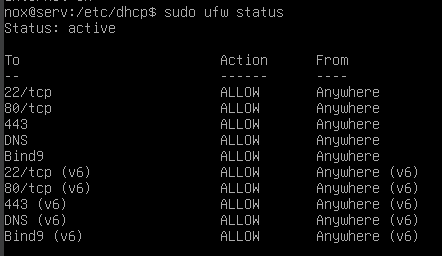 nox@serv:/etc/dhcp$ sudo ufw status
Status: active
To Action From
-- ------ ----
22/tcp ALLOW Anywhere
80/tcp ALLOW Anywhere
443 ALLOW Anywhere
DNS ALLOW Anywhere
Bind9 ALLOW Anywhere
22/tcp (v6) ALLOW Anywhere (v6)
80/tcp (v6) ALLOW Anywhere (v6)
443 (v6) ALLOW Anywhere (v6)
DNS (v6) ALLOW Anywhere (v6)
Bind9 (v6) ALLOW Anywhere (v6)